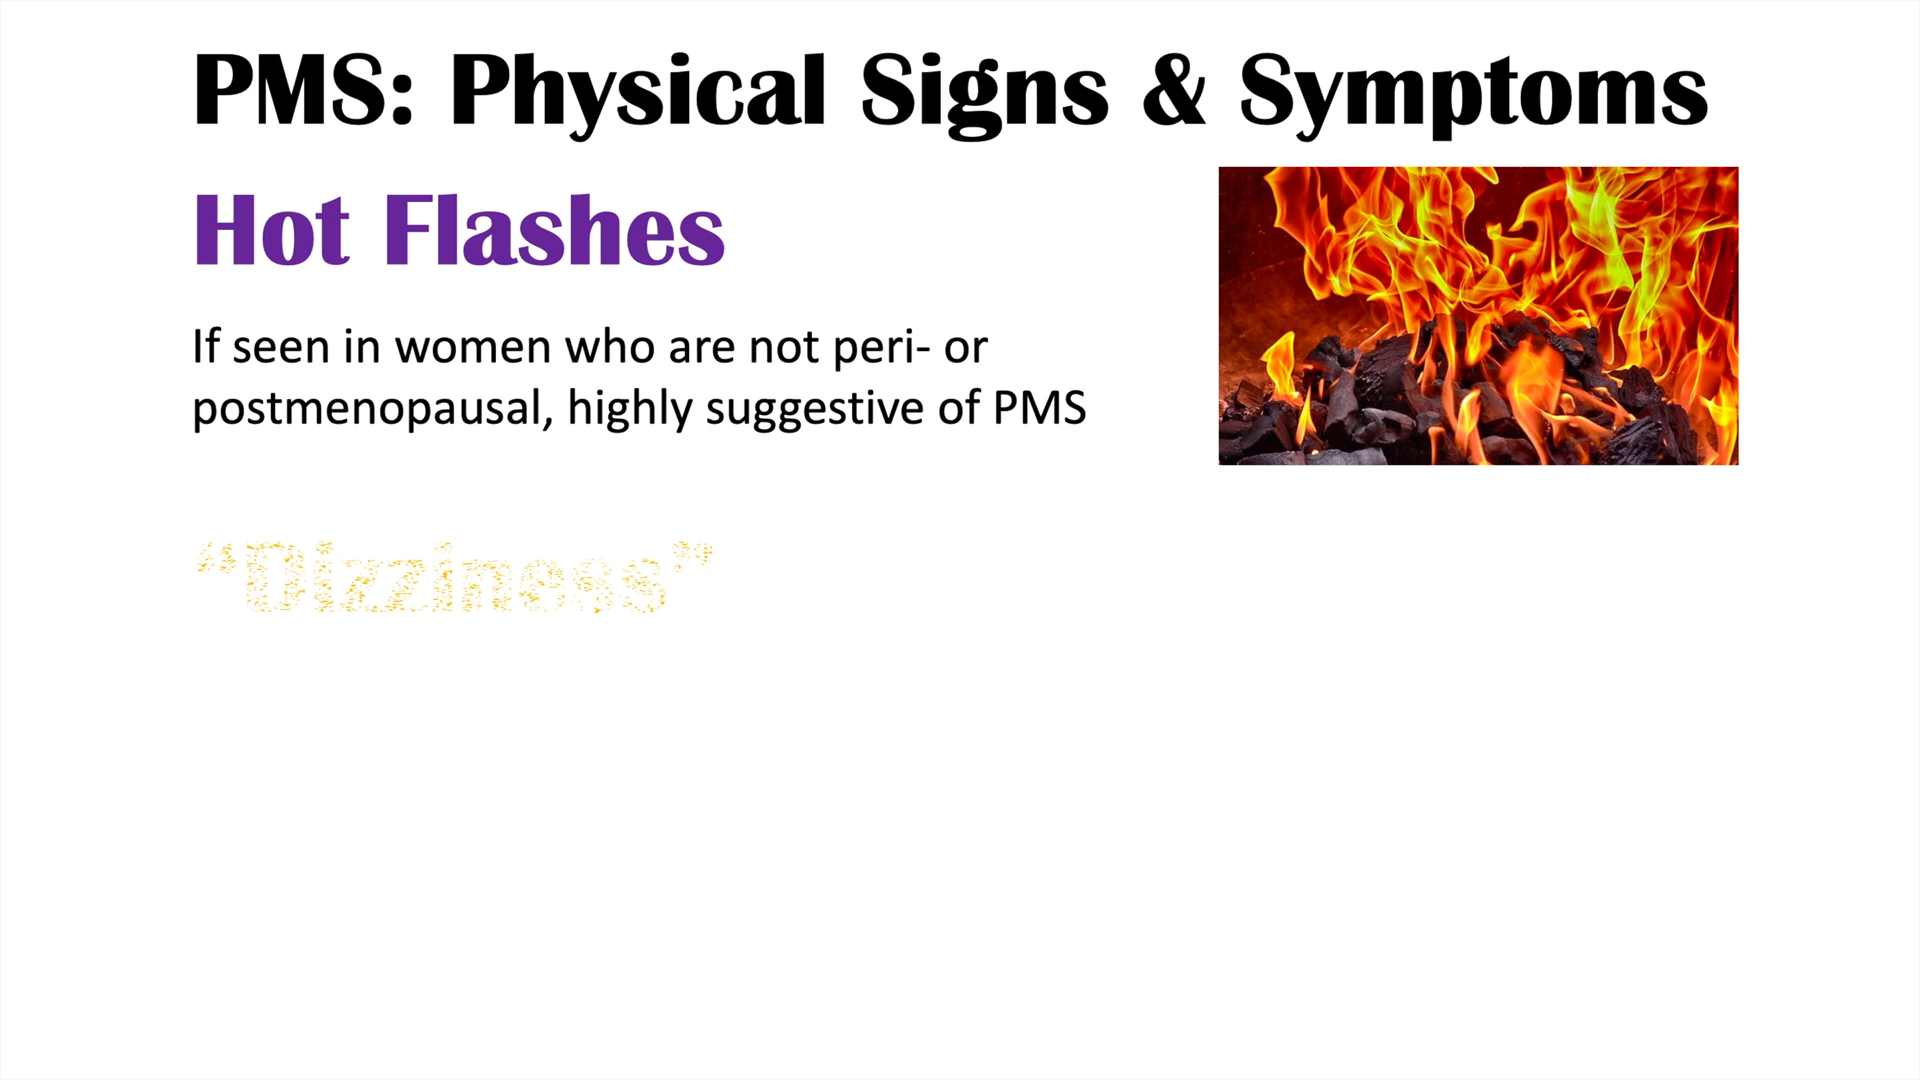 PMS: Physical Signs & Symptoms
Hot Flashes
If seen in women who are not peri- or
postmenopausal, highly suggestive of PMS
“Dizziness”